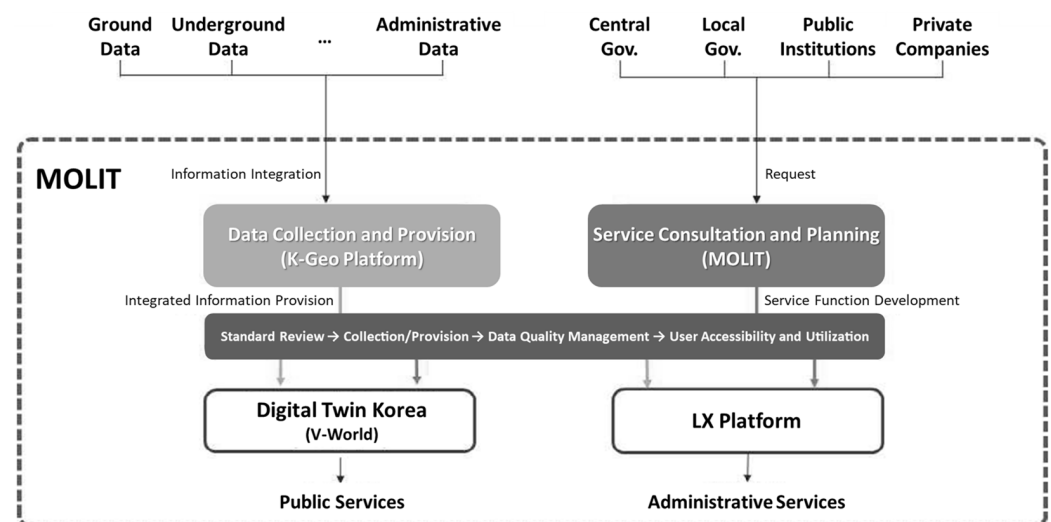 Ground Data
Underground Data
...
Administrative Data
Central Gov.
Local Gov.
Public Institutions
Private Companies
MOLIT
Information Integration
Request
Data Collection and Provision
(K-Geo Platform)
Service Consultation and Planning
(MOLIT)
Integrated Information Provision
Service Function Development
Standard Review → Collection/Provision → Data Quality Management → User Accessibility and Utilization
Digital Twin Korea
(V-World)
LX Platform
Public Services
Administrative Services